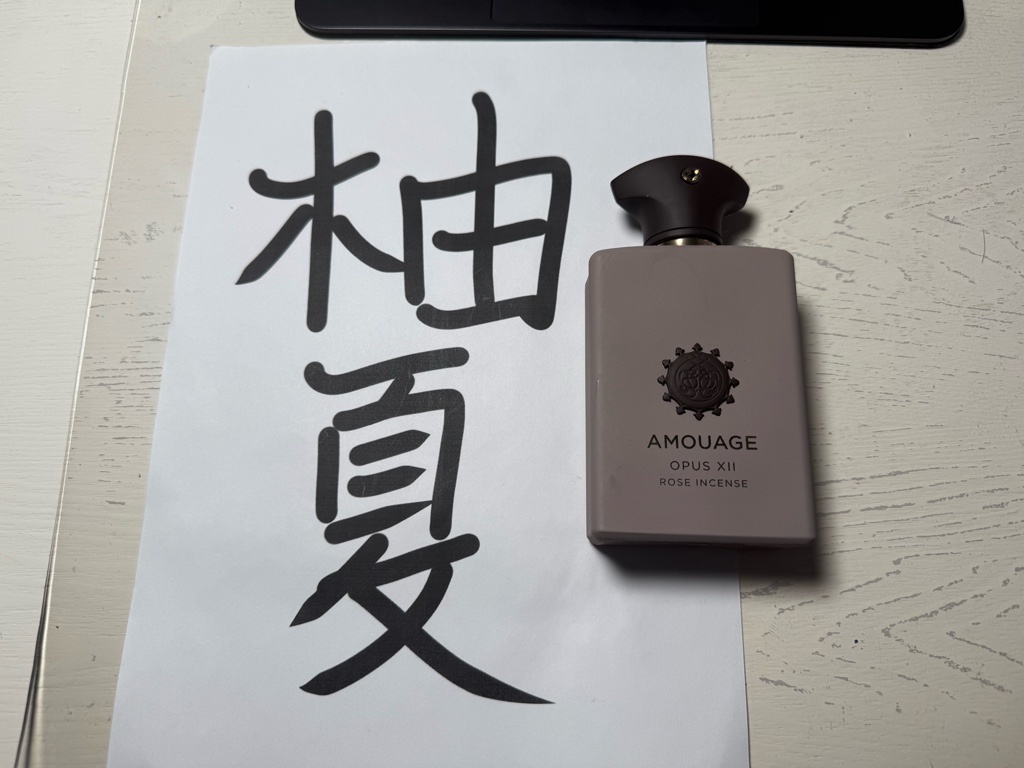 柚
夏
AMOUAGE
OPUS XII
ROSE INCENSE